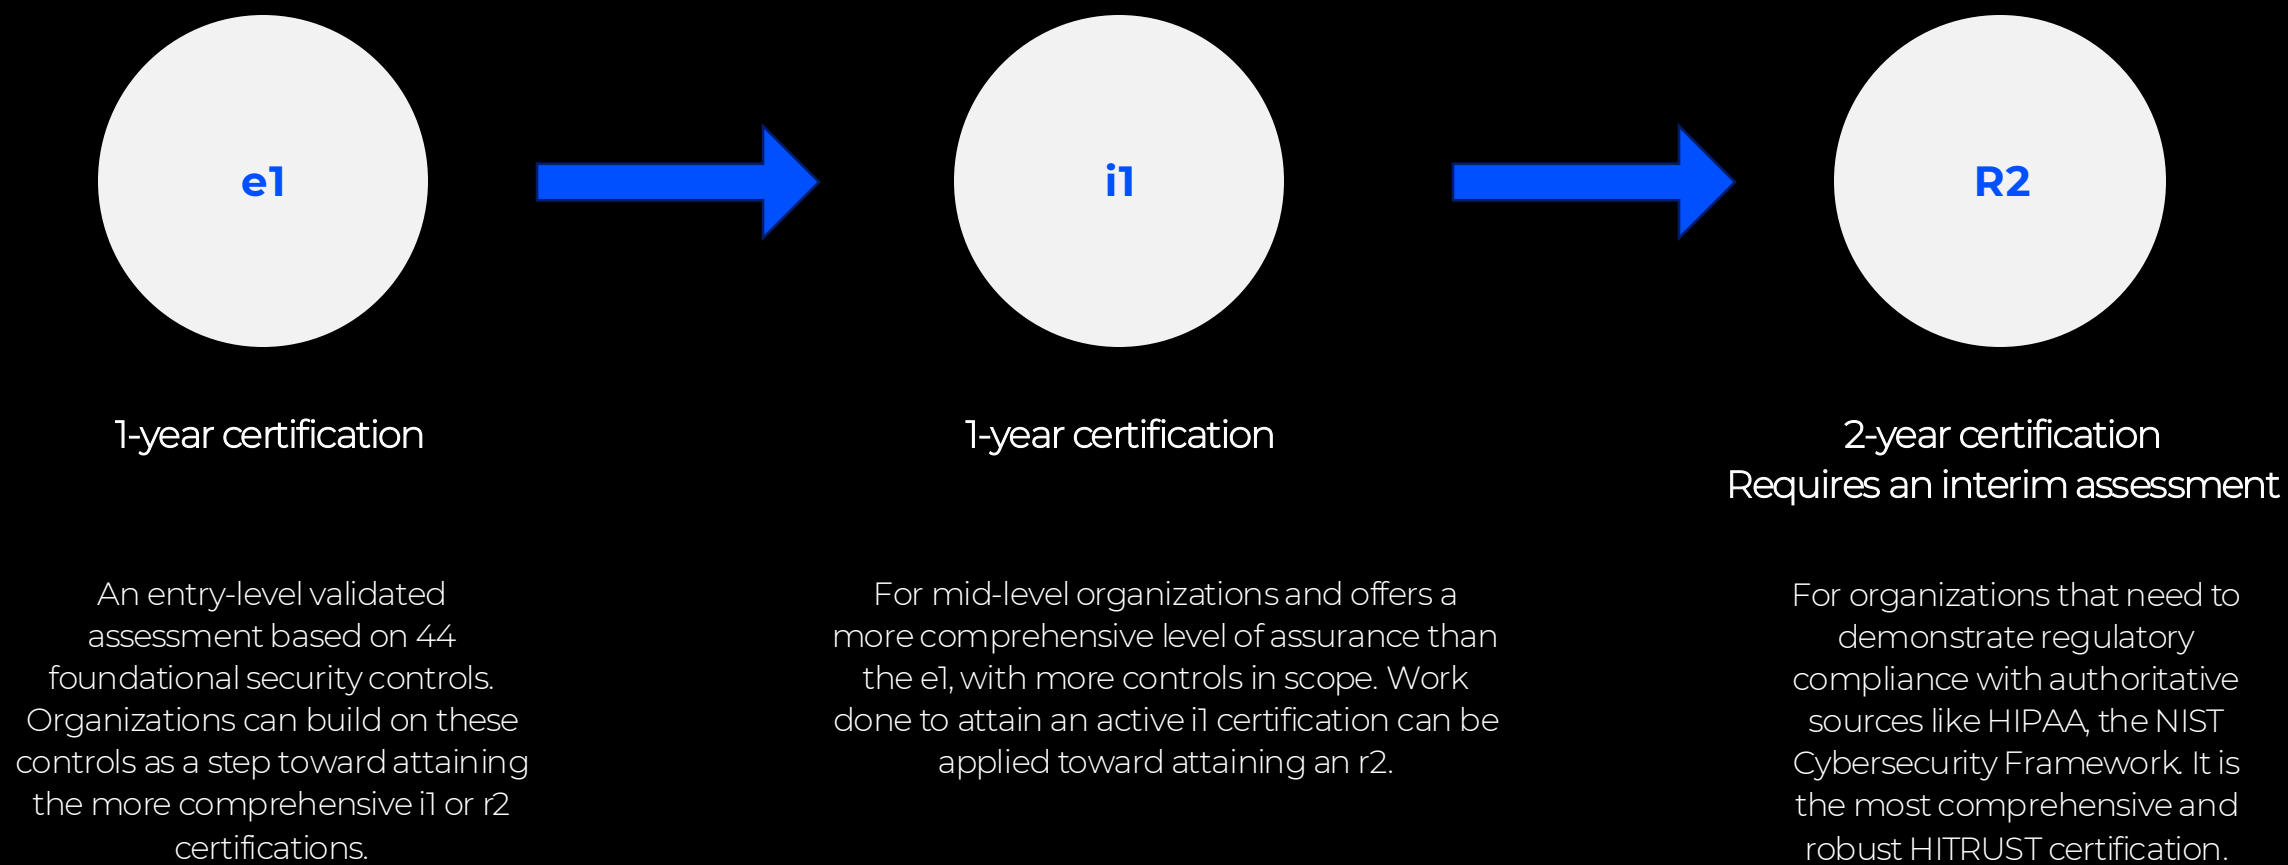 e1
i1
R2
1-year certification
1-year certification
2-year certification
Requires an interim assessment
An entry-level validated
assessment based on 44
foundational security controls.
Organizations can build on these
controls as a step toward attaining
the more comprehensive i1 or r2
certifications.
For mid-level organizations and offers a
more comprehensive level of assurance than
the e1, with more controls in scope. Work
done to attain an active i1 certification can be
applied toward attaining an r2.
For organizations that need to
demonstrate regulatory
compliance with authoritative
sources like HIPAA, the NIST
Cybersecurity Framework. It is
the most comprehensive and
robust HITRUST certification.